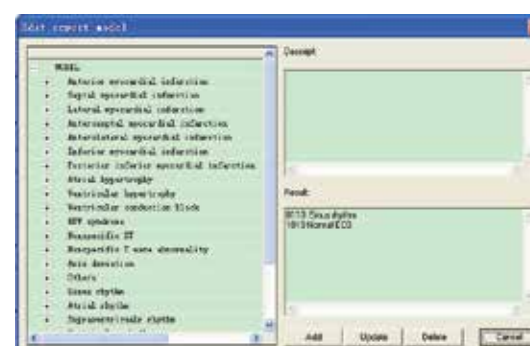 Edit report model
MODEL
Anterior myocardial infarction
Septal myocardial infarction
Lateral myocardial infarction
Anteroseptal myocardial infarction
Anterolateral myocardial infarction
Inferior myocardial infarction
Posterior inferior myocardial infarction
Atrial hypertrophy
Ventricular hypertrophy
Ventricular conduction block
WPW syndrome
Nonspecific ST
Nonspecific T wave abnormality
Axis deviation
Others
Sinus rhythm
Atrial rhythm
Supraventricular rhythm
Descript:
Result:
Sinus rhythm
Normal ECG
Add
Update
Delete
Cancel